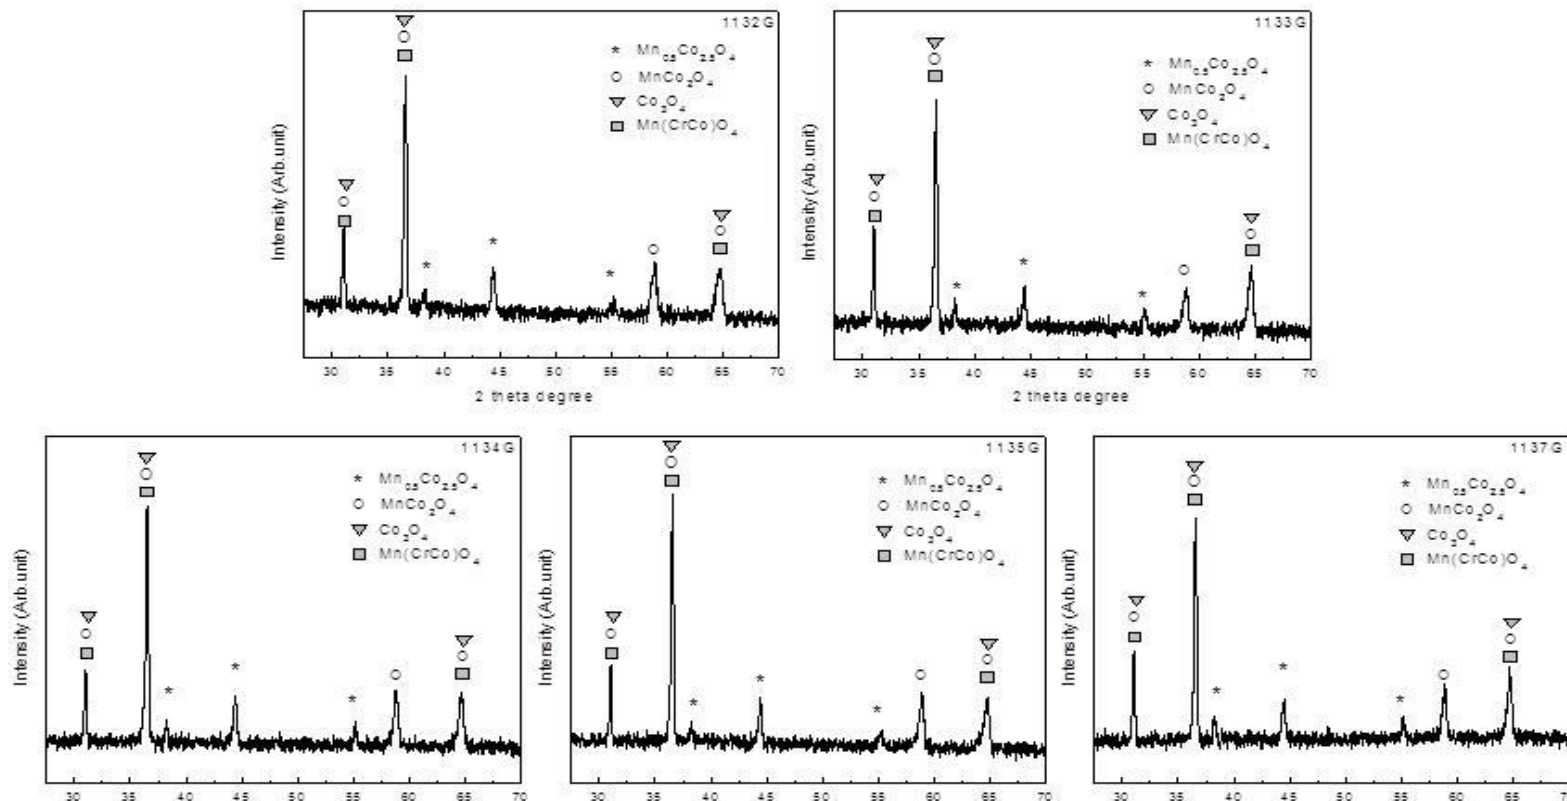 1132G
* Mn₀.₅Co₂.₅O₄
MnCo₂O₄
Co₃O₄
Mn(CrCo)O₄
Intensity (Arb.unit)
* * *
30 35 40 45 50 55 60 65 70
2 theta degree
1133G
* Mn₀.₅Co₂.₅O₄
MnCo₂O₄
Co₃O₄
Mn(CrCo)O₄
Intensity (Arb.unit)
* * *
30 35 40 45 50 55 60 65 70
2 theta degree
1134G
* Mn₀.₅Co₂.₅O₄
MnCo₂O₄
Co₃O₄
Mn(CrCo)O₄
Intensity (Arb.unit)
* * *
30 35 40 45 50 55 60 65 70
1135G
* Mn₀.₅Co₂.₅O₄
MnCo₂O₄
Co₃O₄
Mn(CrCo)O₄
Intensity (Arb.unit)
* * *
30 35 40 45 50 55 60 65 70
1137G
* Mn₀.₅Co₂.₅O₄
MnCo₂O₄
Co₃O₄
Mn(CrCo)O₄
Intensity (Arb.unit)
* * *
30 35 40 45 50 55 60 65